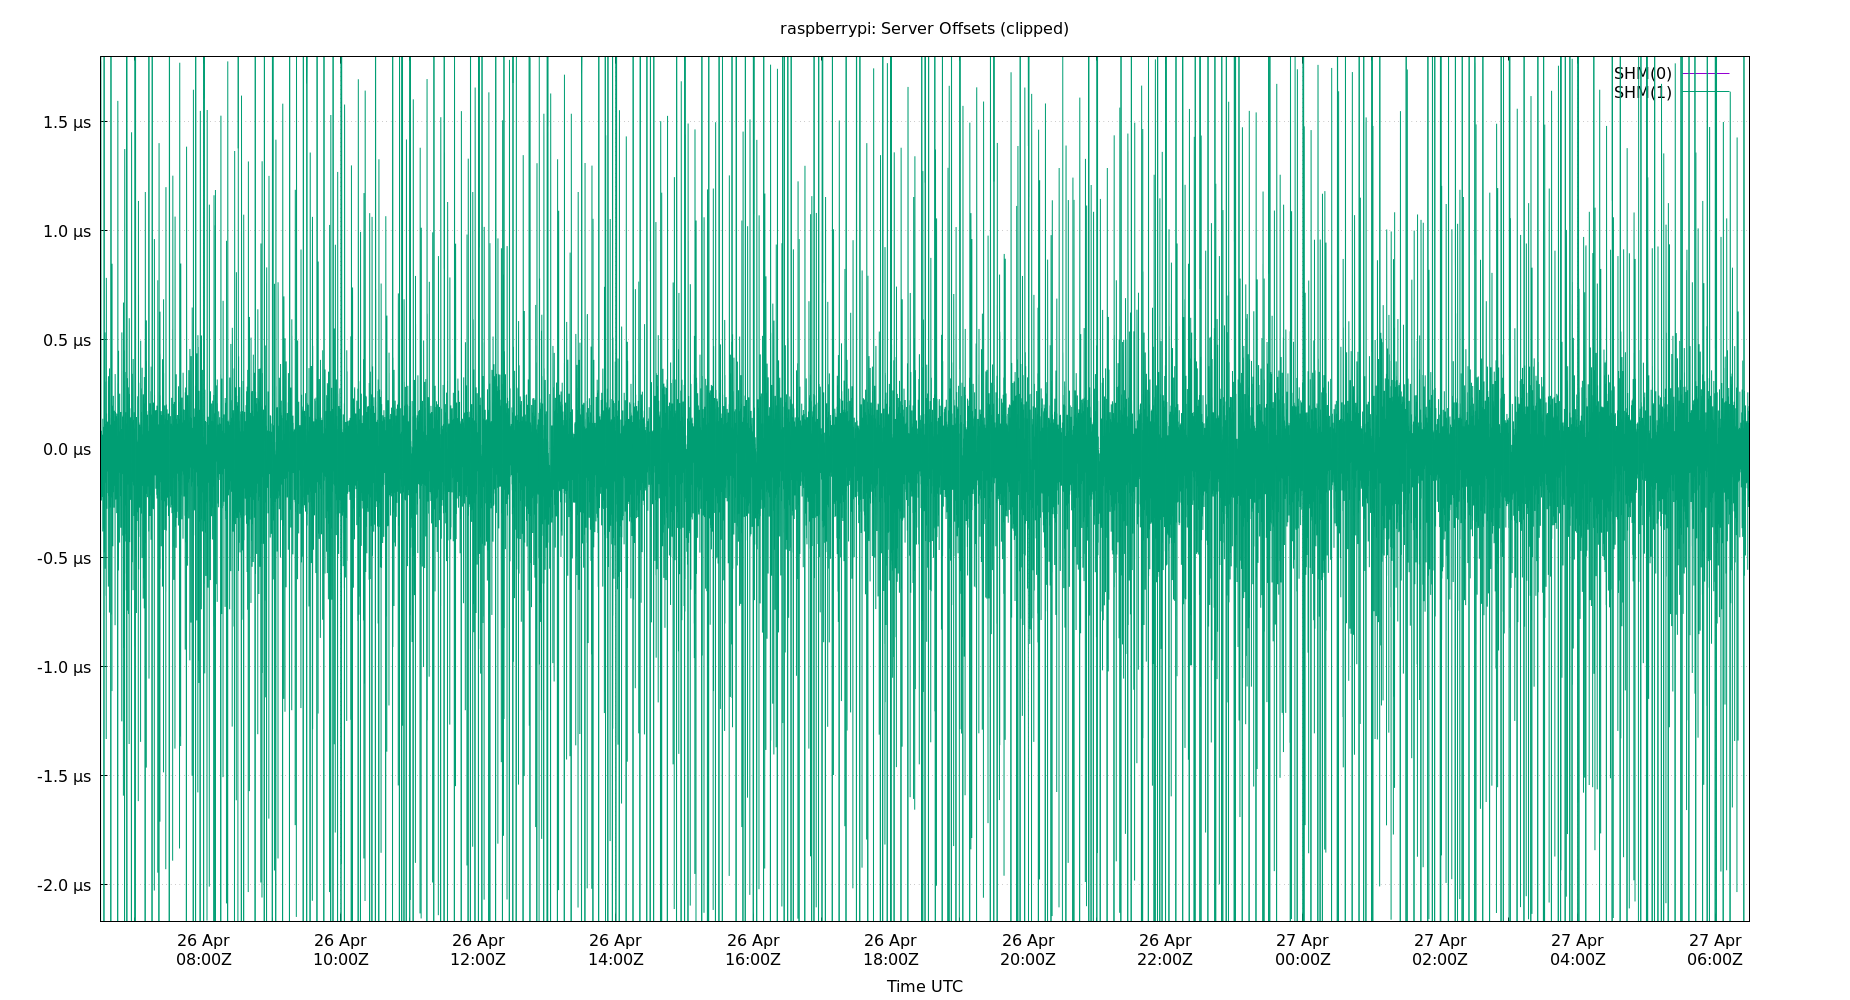 raspberrypi: Server Offsets (clipped)
SHM(0)
SHM(1)
1.5 µs
1.0 µs
0.5 µs
0.0 µs
-0.5 µs
-1.0 µs
-1.5 µs
-2.0 µs
26 Apr 26 Apr 26 Apr 26 Apr 26 Apr 26 Apr 26 Apr 26 Apr 27 Apr 27 Apr 27 Apr 27 Apr
08:00Z 10:00Z 12:00Z 14:00Z 16:00Z 18:00Z 20:00Z 22:00Z 00:00Z 02:00Z 04:00Z 06:00Z
Time UTC